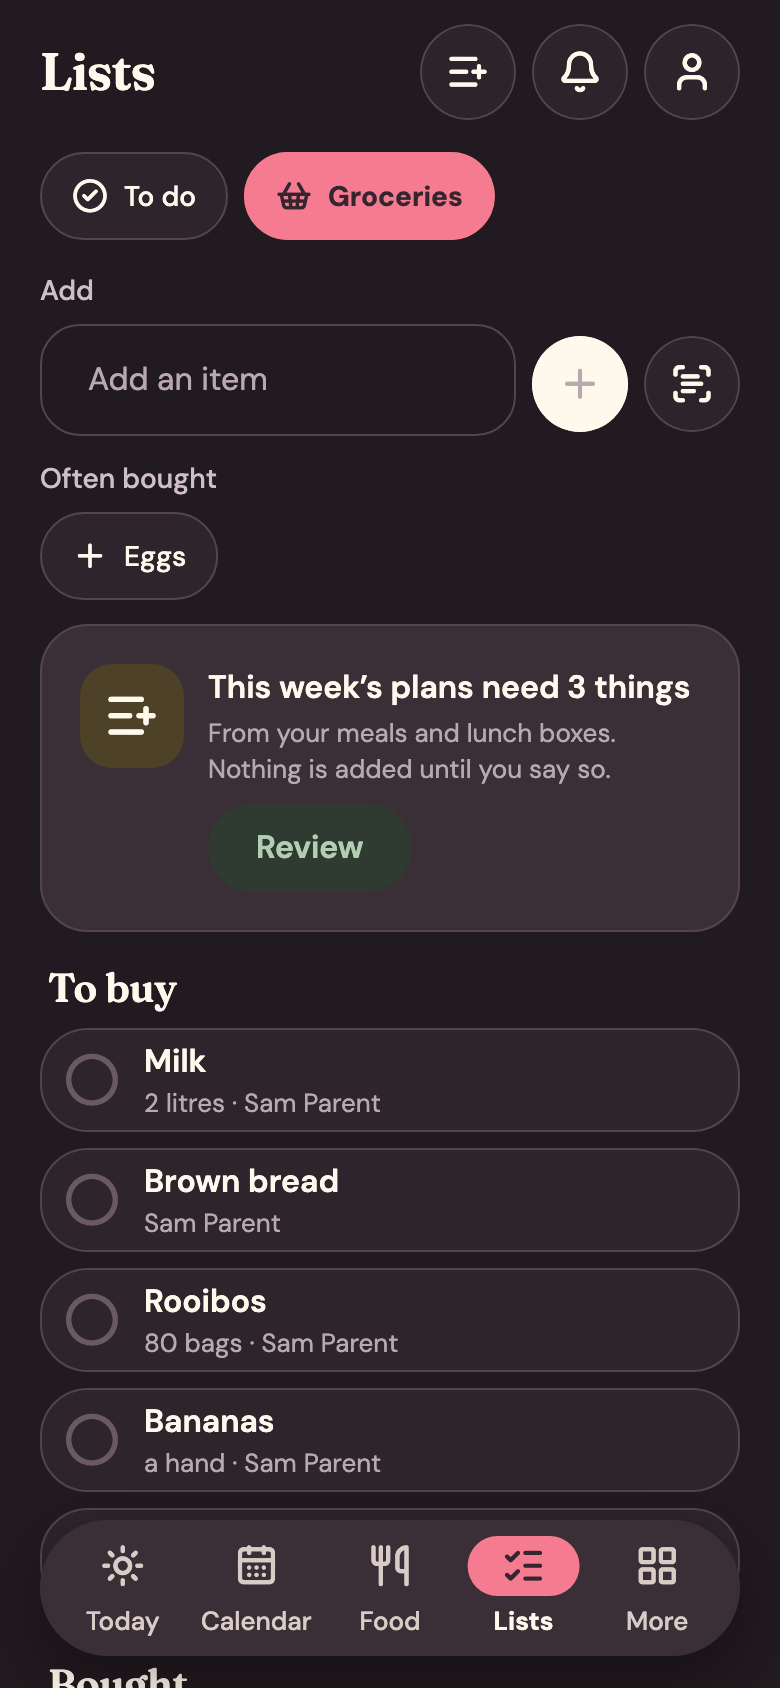 Lists
To do
Groceries
Add
Add an item
Often bought
Eggs
This week’s plans need 3 things
From your meals and lunch boxes.
Nothing is added until you say so.
Review
To buy
Milk
2 litres · Sam Parent
Brown bread
Sam Parent
Rooibos
80 bags · Sam Parent
Bananas
a hand · Sam Parent
Today
Calendar
Food
Lists
More
Bought